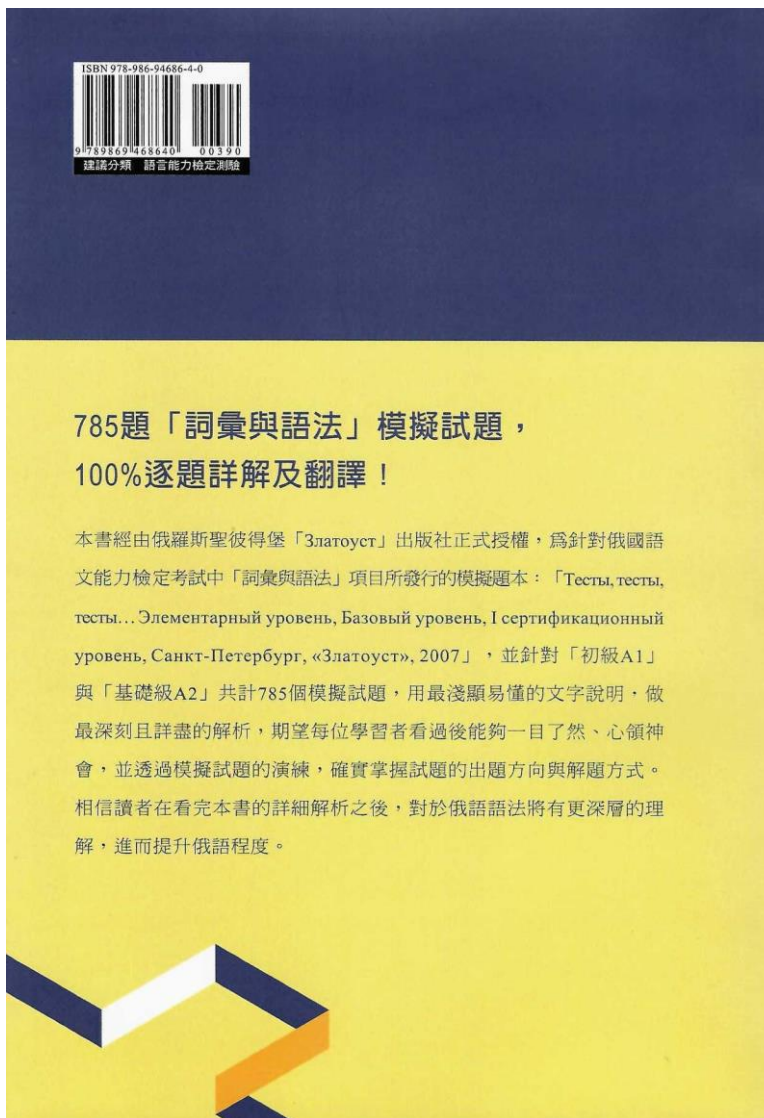 ISBN 978-986-94686-4-0
9 789869 468640 00390
建議分類 語言能力檢定測驗
785題「詞彙與語法」模擬試題，
100%逐題詳解及翻譯！
本書經由俄羅斯聖彼得堡「Златоуст」出版社正式授權，為針對俄國語
文能力檢定考試中「詞彙與語法」項目所發行的模擬題本：「Тесты, тесты,
тесты… Элементарный уровень, Базовый уровень, I сертификационный
уровень, Санкт-Петербург, «Златоуст», 2007」，並針對「初級A1」
與「基礎級A2」共計785個模擬試題，用最淺顯易懂的文字說明，做
最深刻且詳盡的解析，期望每位學習者看過後能夠一目了然、心領神
會，並透過模擬試題的演練，確實掌握試題的出題方向與解題方式。
相信讀者在看完本書的詳細解析之後，對於俄語語法將有更深層的理
解，進而提升俄語程度。